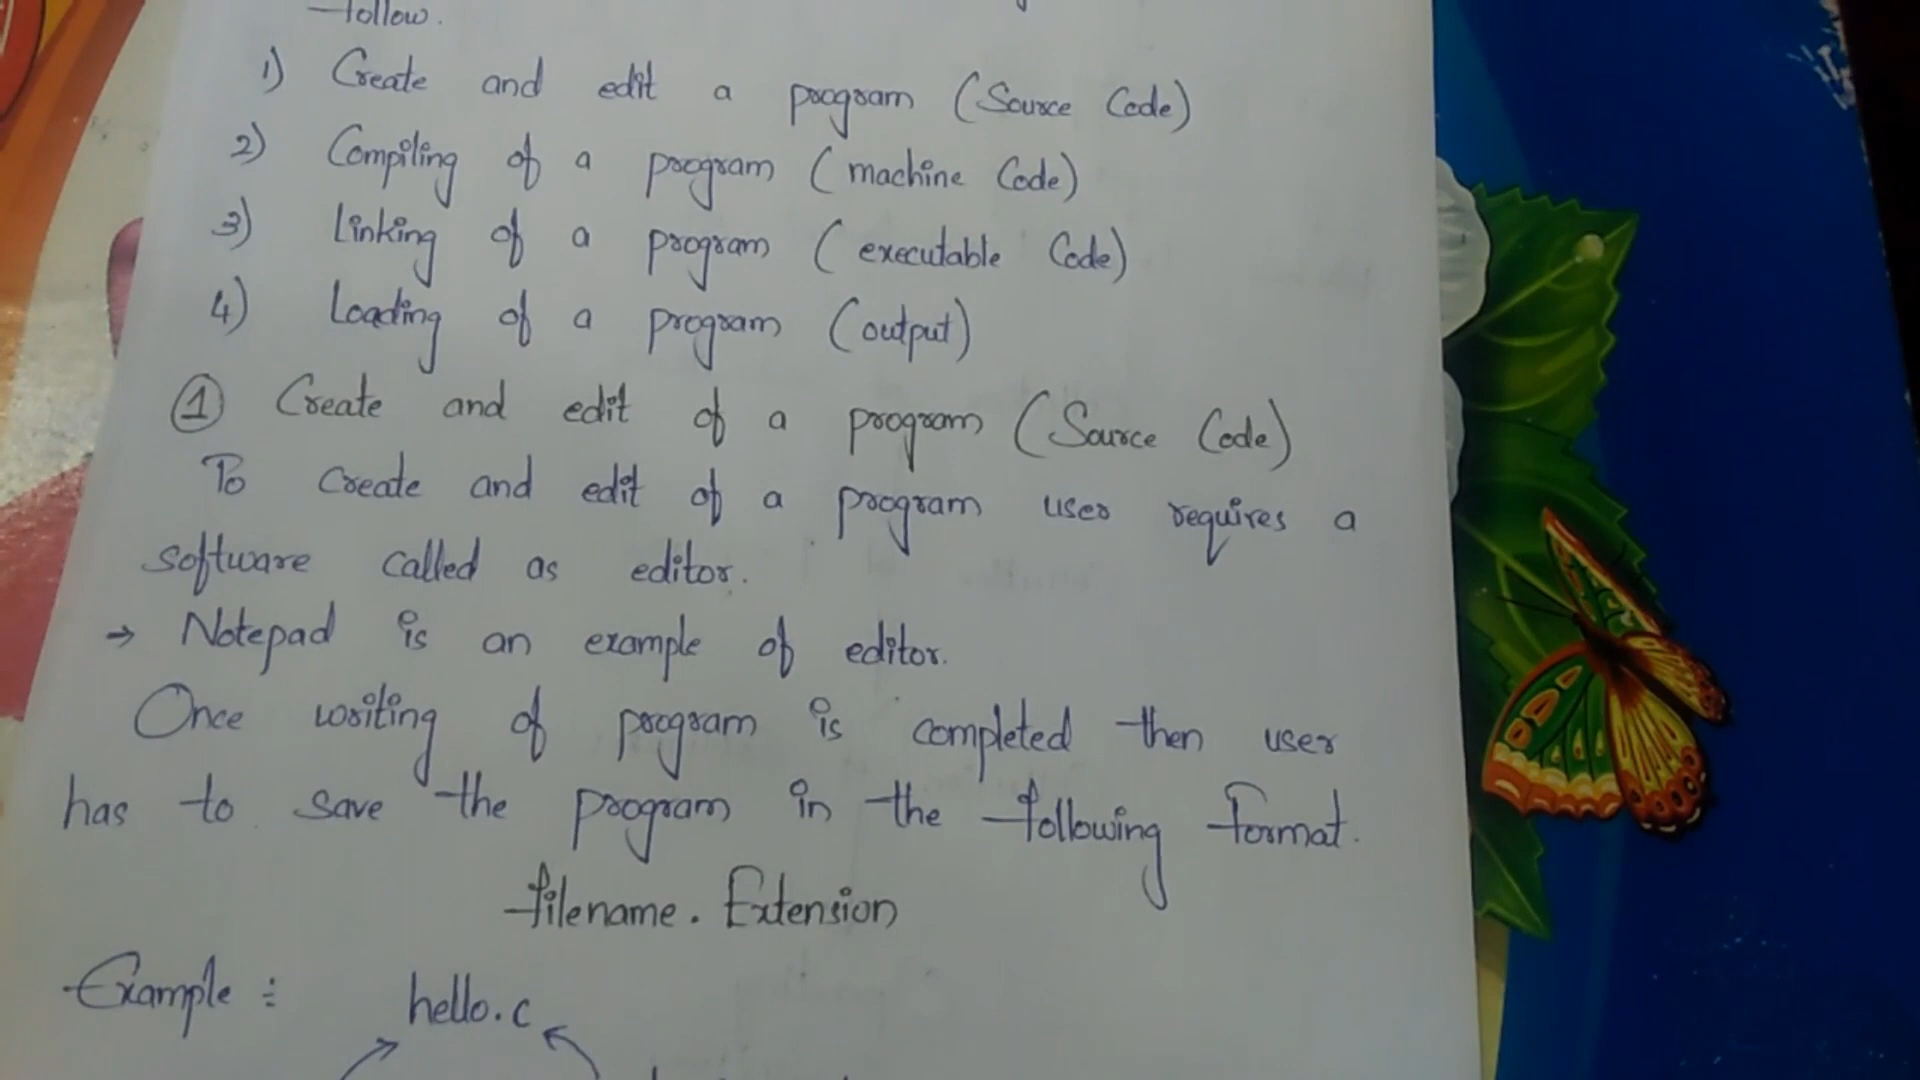 follow.
1) Create and edit a program (Source Code)
2) Compiling of a program (machine Code)
3) Linking of a program (executable Code)
4) Loading of a program (output)
① Create and edit of a program (Source Code)
To create and edit of a program user requires a
software called as editor.
→ Notepad is an example of editor.
Once writing of program is completed then user
has to save the program in the following format.
filename. Extension
Example : hello.c